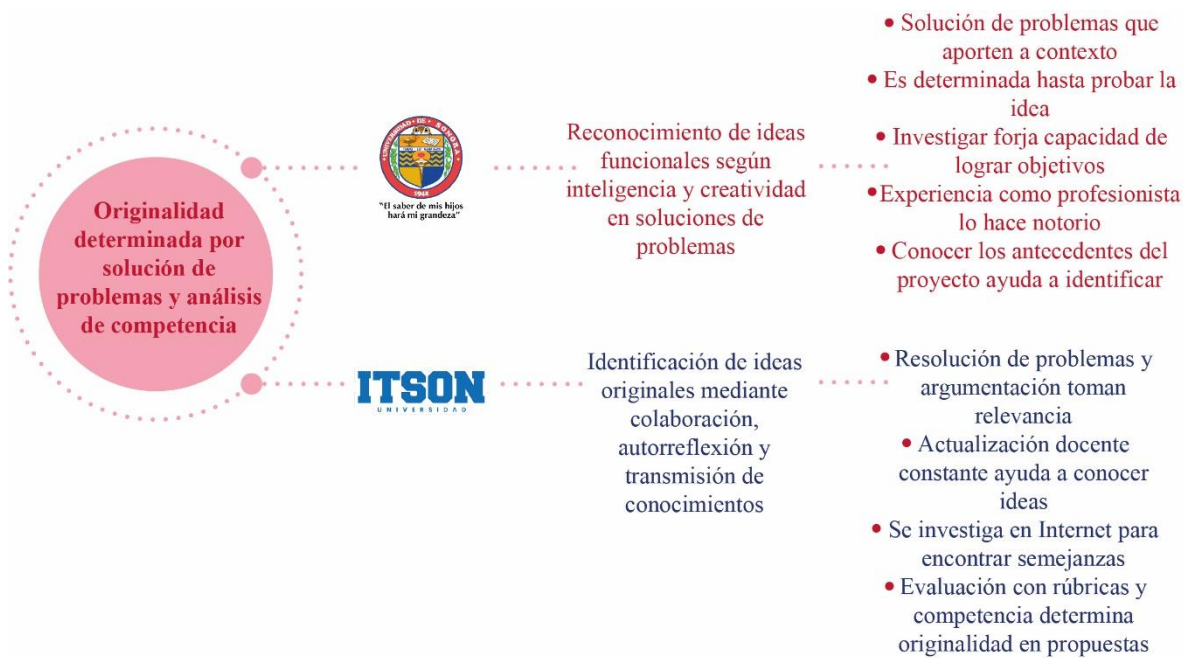 Originalidad
determinada por
solución de
problemas y análisis
de competencia
UNIVERSIDAD DE SONORA
1942
"El saber de mis hijos
hará mi grandeza"
Reconocimiento de ideas
funcionales según
inteligencia y creatividad
en soluciones de
problemas
• Solución de problemas que
aporten a contexto
• Es determinada hasta probar la
idea
• Investigar forja capacidad de
lograr objetivos
• Experiencia como profesionista
lo hace notorio
• Conocer los antecedentes del
proyecto ayuda a identificar
ITSON
UNIVERSIDAD
Identificación de ideas
originales mediante
colaboración,
autorreflexión y
transmisión de
conocimientos
• Resolución de problemas y
argumentación toman
relevancia
• Actualización docente
constante ayuda a conocer
ideas
• Se investiga en Internet para
encontrar semejanzas
• Evaluación con rúbricas y
competencia determina
originalidad en propuestas